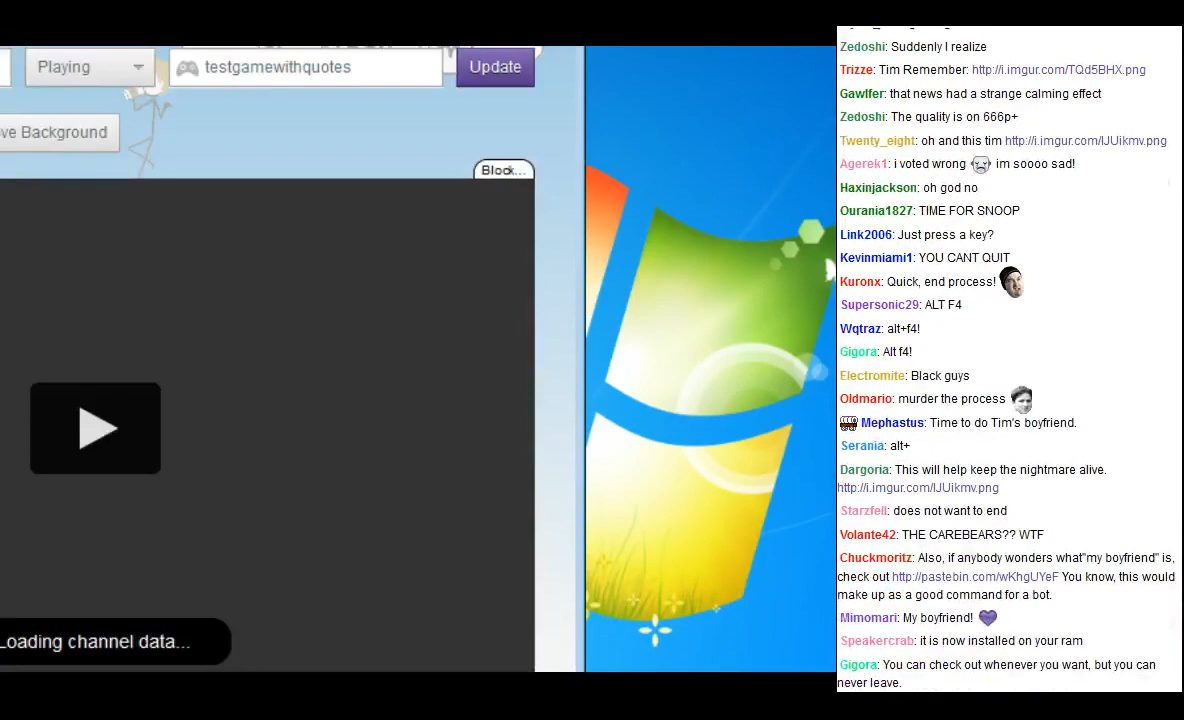 Playing
testgamewithquotes
Update
ve Background
Block...
Loading channel data...
Zedoshi: Suddenly I realize
Trizze: Tim Remember: http://i.imgur.com/TQd5BHX.png
Gawlfer: that news had a strange calming effect
Zedoshi: The quality is on 666p+
Twenty_eight: oh and this tim http://i.imgur.com/IJUikmv.png
Agerek1: i voted wrong im soooo sad!
Haxinjackson: oh god no
Ourania1827: TIME FOR SNOOP
Link2006: Just press a key?
Kevinmiami1: YOU CANT QUIT
Kuronx: Quick, end process!
Supersonic29: ALT F4
Wqtraz: alt+f4!
Gigora: Alt f4!
Electromite: Black guys
Oldmario: murder the process
Mephastus: Time to do Tim's boyfriend.
Serania: alt+
Dargoria: This will help keep the nightmare alive.
http://i.imgur.com/IJUikmv.png
Starzfell: does not want to end
Volante42: THE CAREBEARS?? WTF
Chuckmoritz: Also, if anybody wonders what"my boyfriend" is,
check out http://pastebin.com/wKhgUYeF You know, this would
make up as a good command for a bot.
Mimomari: My boyfriend!
Speakercrab: it is now installed on your ram
Gigora: You can check out whenever you want, but you can
never leave.